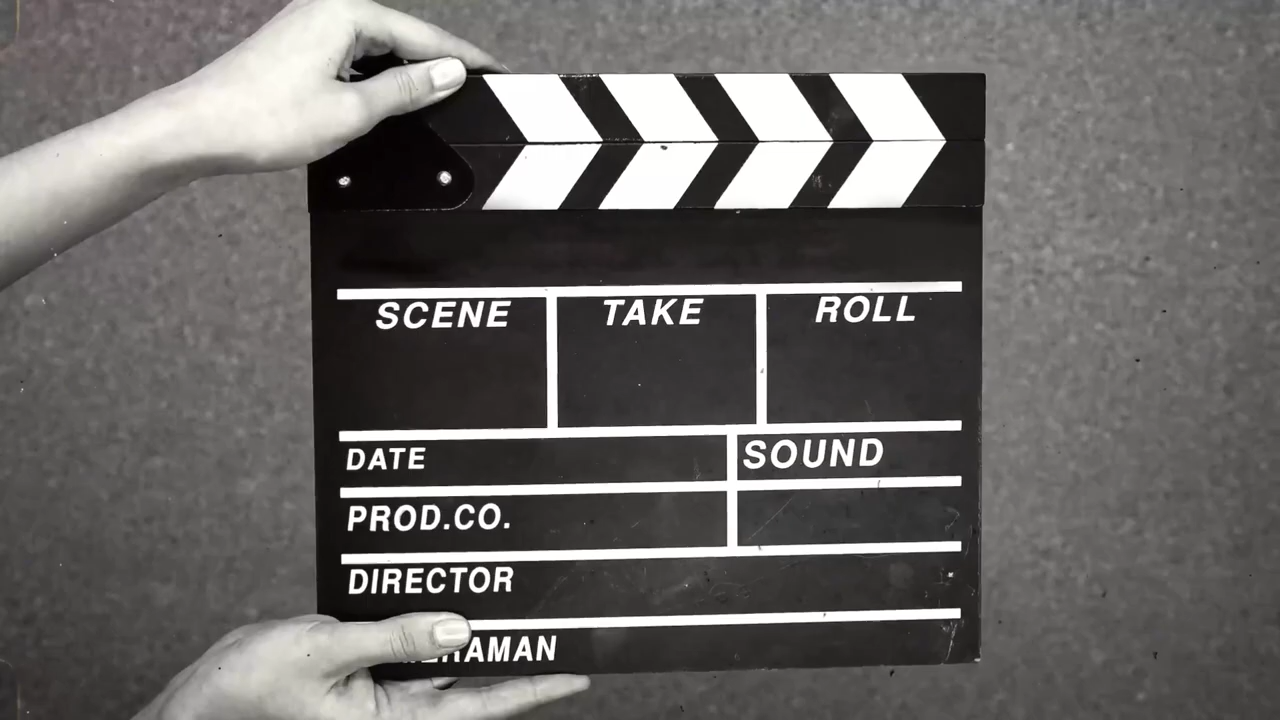 SCENE TAKE ROLL
DATE SOUND
PROD.CO.
DIRECTOR